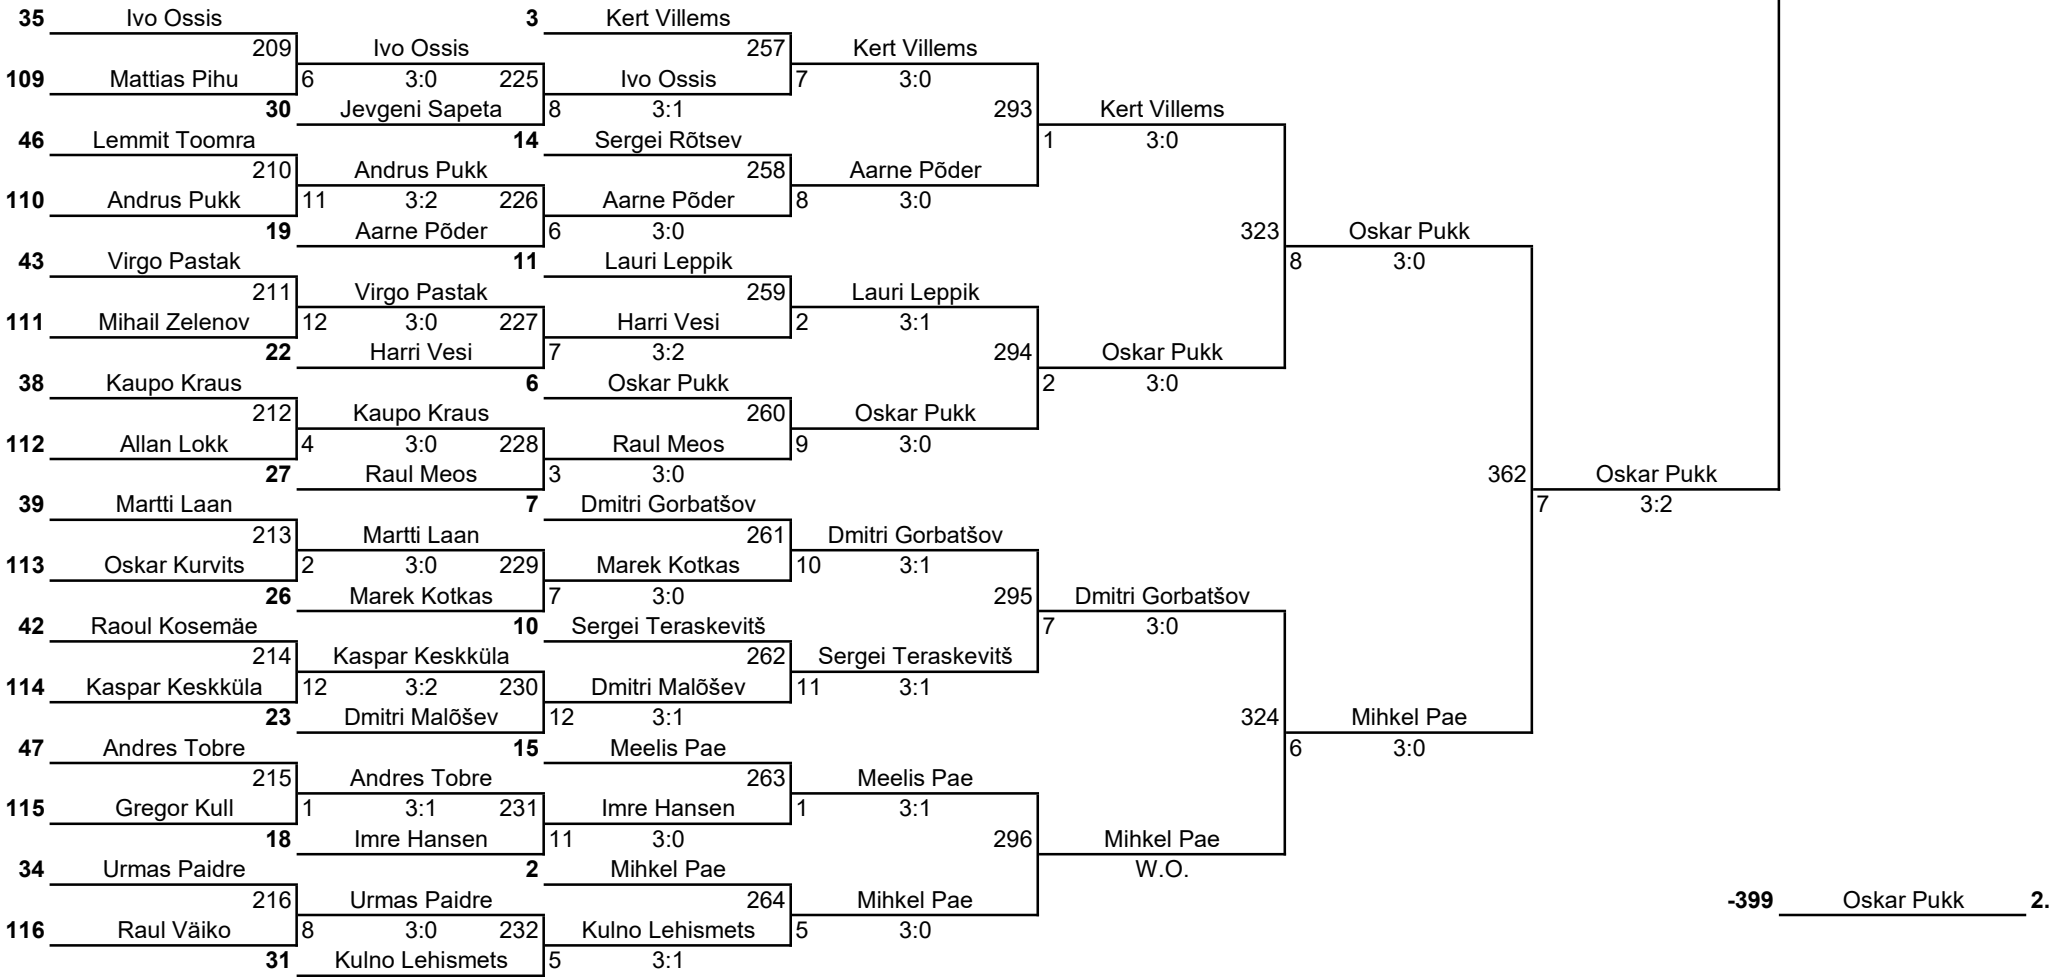 35 Ivo Ossis 3 Kert Villems
209 Ivo Ossis 257 Kert Villems
109 Mattias Pihu 6 3:0 225 Ivo Ossis 7 3:0
30 Jevgeni Sapeta 8 3:1 293 Kert Villems
46 Lemmit Toomra 14 Sergei Rõtsev 1 3:0
210 Andrus Pukk 258 Aarne Põder
110 Andrus Pukk 11 3:2 226 Aarne Põder 8 3:0
19 Aarne Põder 6 3:0 323 Oskar Pukk
43 Virgo Pastak 11 Lauri Leppik 8 3:0
211 Virgo Pastak 259 Lauri Leppik
111 Mihail Zelenov 12 3:0 227 Harri Vesi 2 3:1
22 Harri Vesi 7 3:2 294 Oskar Pukk
38 Kaupo Kraus 6 Oskar Pukk 2 3:0
212 Kaupo Kraus 260 Oskar Pukk
112 Allan Lokk 4 3:0 228 Raul Meos 9 3:0
27 Raul Meos 3 3:0 362 Oskar Pukk
39 Martti Laan 7 Dmitri Gorbatšov 7 3:2
213 Martti Laan 261 Dmitri Gorbatšov
113 Oskar Kurvits 2 3:0 229 Marek Kotkas 10 3:1
26 Marek Kotkas 7 3:0 295 Dmitri Gorbatšov
42 Raoul Kosemäe 10 Sergei Teraskevitš 7 3:0
214 Kaspar Keskküla 262 Sergei Teraskevitš
114 Kaspar Keskküla 12 3:2 230 Dmitri Malõšev 11 3:1
23 Dmitri Malõšev 12 3:1 324 Mihkel Pae
47 Andres Tobre 15 Meelis Pae 6 3:0
215 Andres Tobre 263 Meelis Pae
115 Gregor Kull 1 3:1 231 Imre Hansen 1 3:1
18 Imre Hansen 11 3:0 296 Mihkel Pae
34 Urmas Paidre 2 Mihkel Pae W.O.
216 Urmas Paidre 264 Mihkel Pae -399 Oskar Pukk 2.
116 Raul Väiko 8 3:0 232 Kulno Lehismets 5 3:0
31 Kulno Lehismets 5 3:1